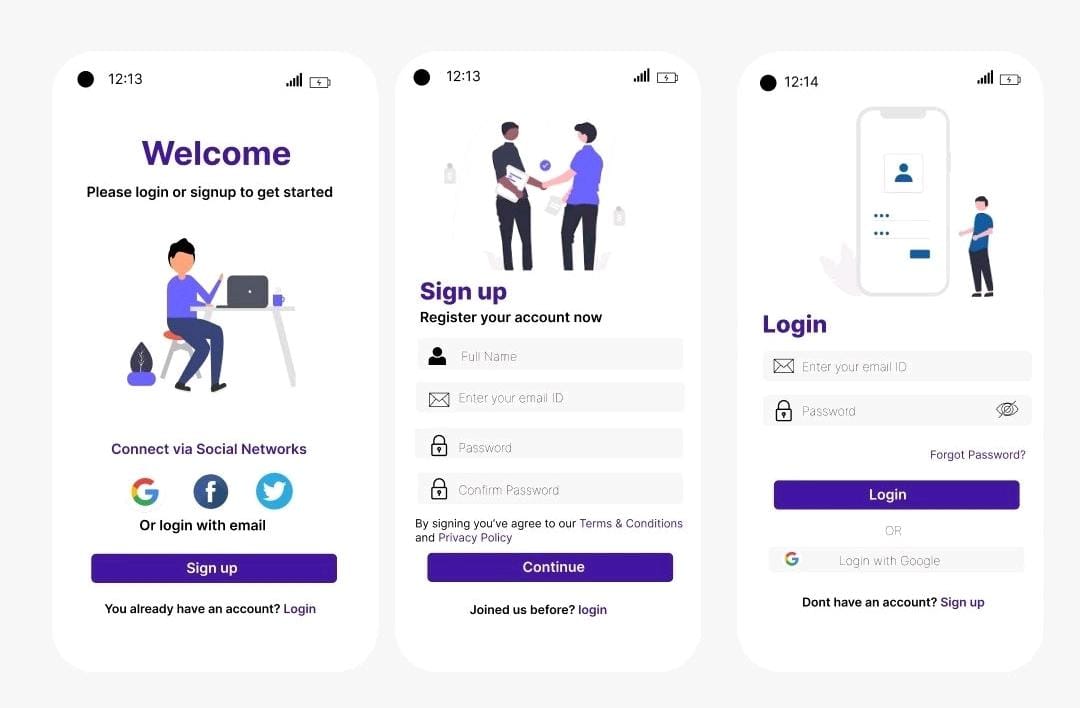 12:13
Welcome
Please login or signup to get started
Connect via Social Networks
Or login with email
Sign up
You already have an account? Login
12:13
Sign up
Register your account now
Full Name
Enter your email ID
Password
Confirm Password
By signing you've agree to our Terms & Conditions
and Privacy Policy
Continue
Joined us before? login
12:14
Login
Enter your email ID
Password
Forgot Password?
Login
OR
Login with Google
Dont have an account? Sign up